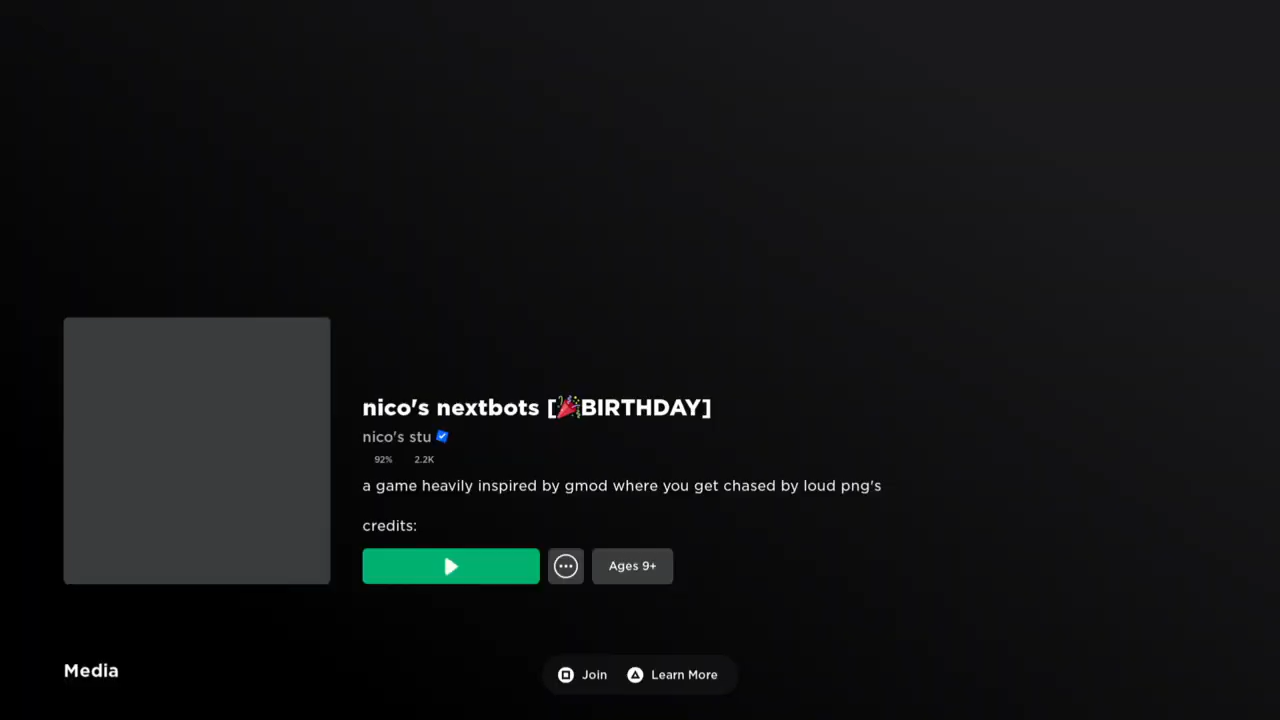 nico's nextbots [🎉BIRTHDAY]
nico's stu
92% 2.2K
a game heavily inspired by gmod where you get chased by loud png's
credits:
Ages 9+
Media
Join Learn More